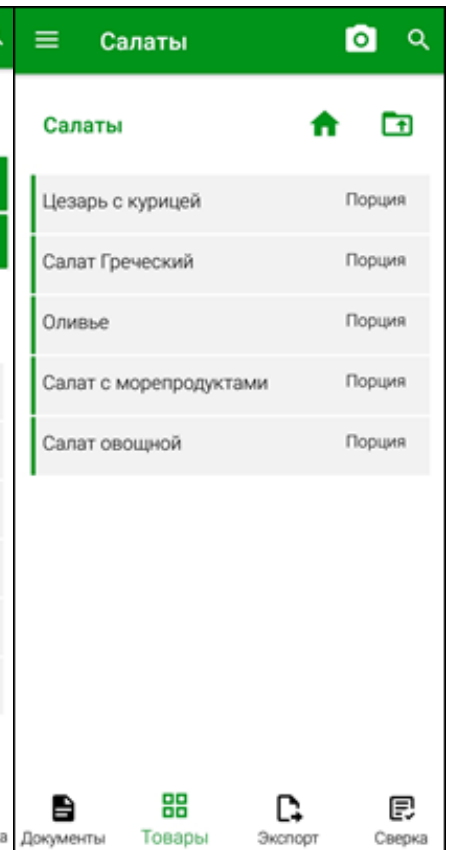 Салаты
Салаты
Цезарь с курицей Порция
Салат Греческий Порция
Оливье Порция
Салат с морепродуктами Порция
Салат овощной Порция
а Документы Товары Экспорт Сверка